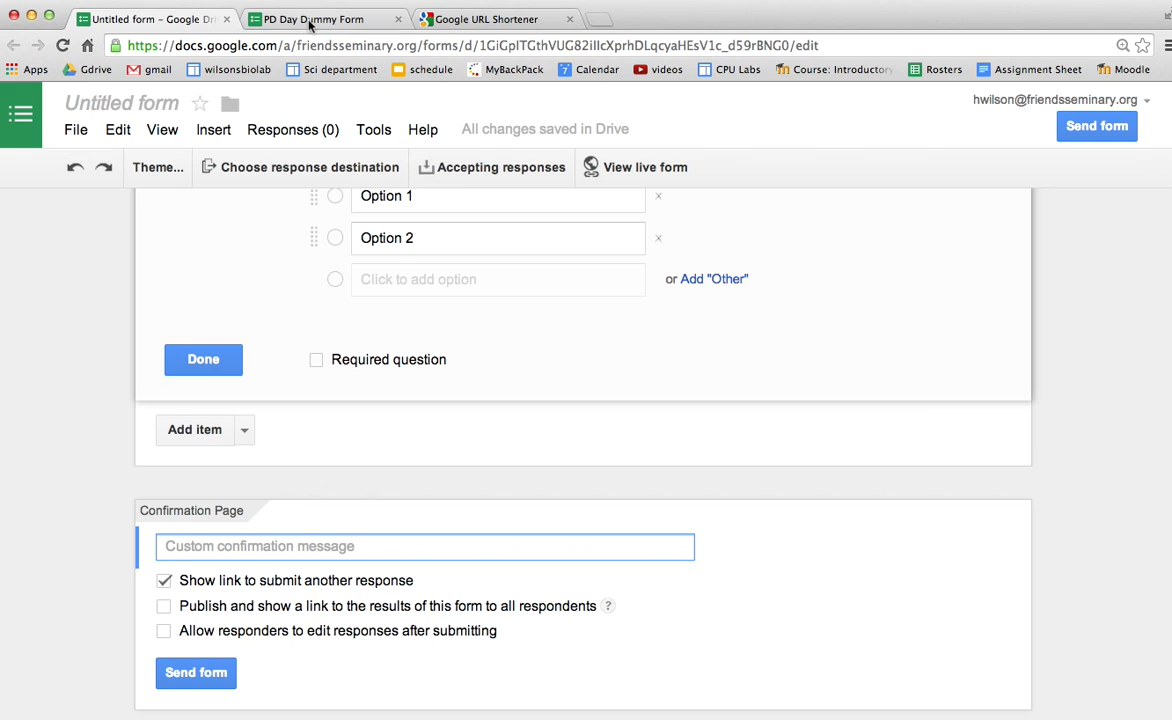 Untitled form – Google Dri
PD Day Dummy Form
Google URL Shortener
https://docs.google.com/a/friendsseminary.org/forms/d/1GiGpITGthVUG82iIlcXprhDLqcyaHEsV1c_d59rBNG0/edit
Apps Gdrive gmail wilsonsbiolab Sci department schedule MyBackPack 7 Calendar videos CPU Labs Course: Introductory Rosters Assignment Sheet Moodle
Untitled form
hwilson@friendsseminary.org
File Edit View Insert Responses (0) Tools Help All changes saved in Drive
Send form
Theme... Choose response destination Accepting responses View live form
Option 1
Option 2
Click to add option or Add "Other"
Done Required question
Add item
Confirmation Page
Custom confirmation message
Show link to submit another response
Publish and show a link to the results of this form to all respondents ?
Allow responders to edit responses after submitting
Send form